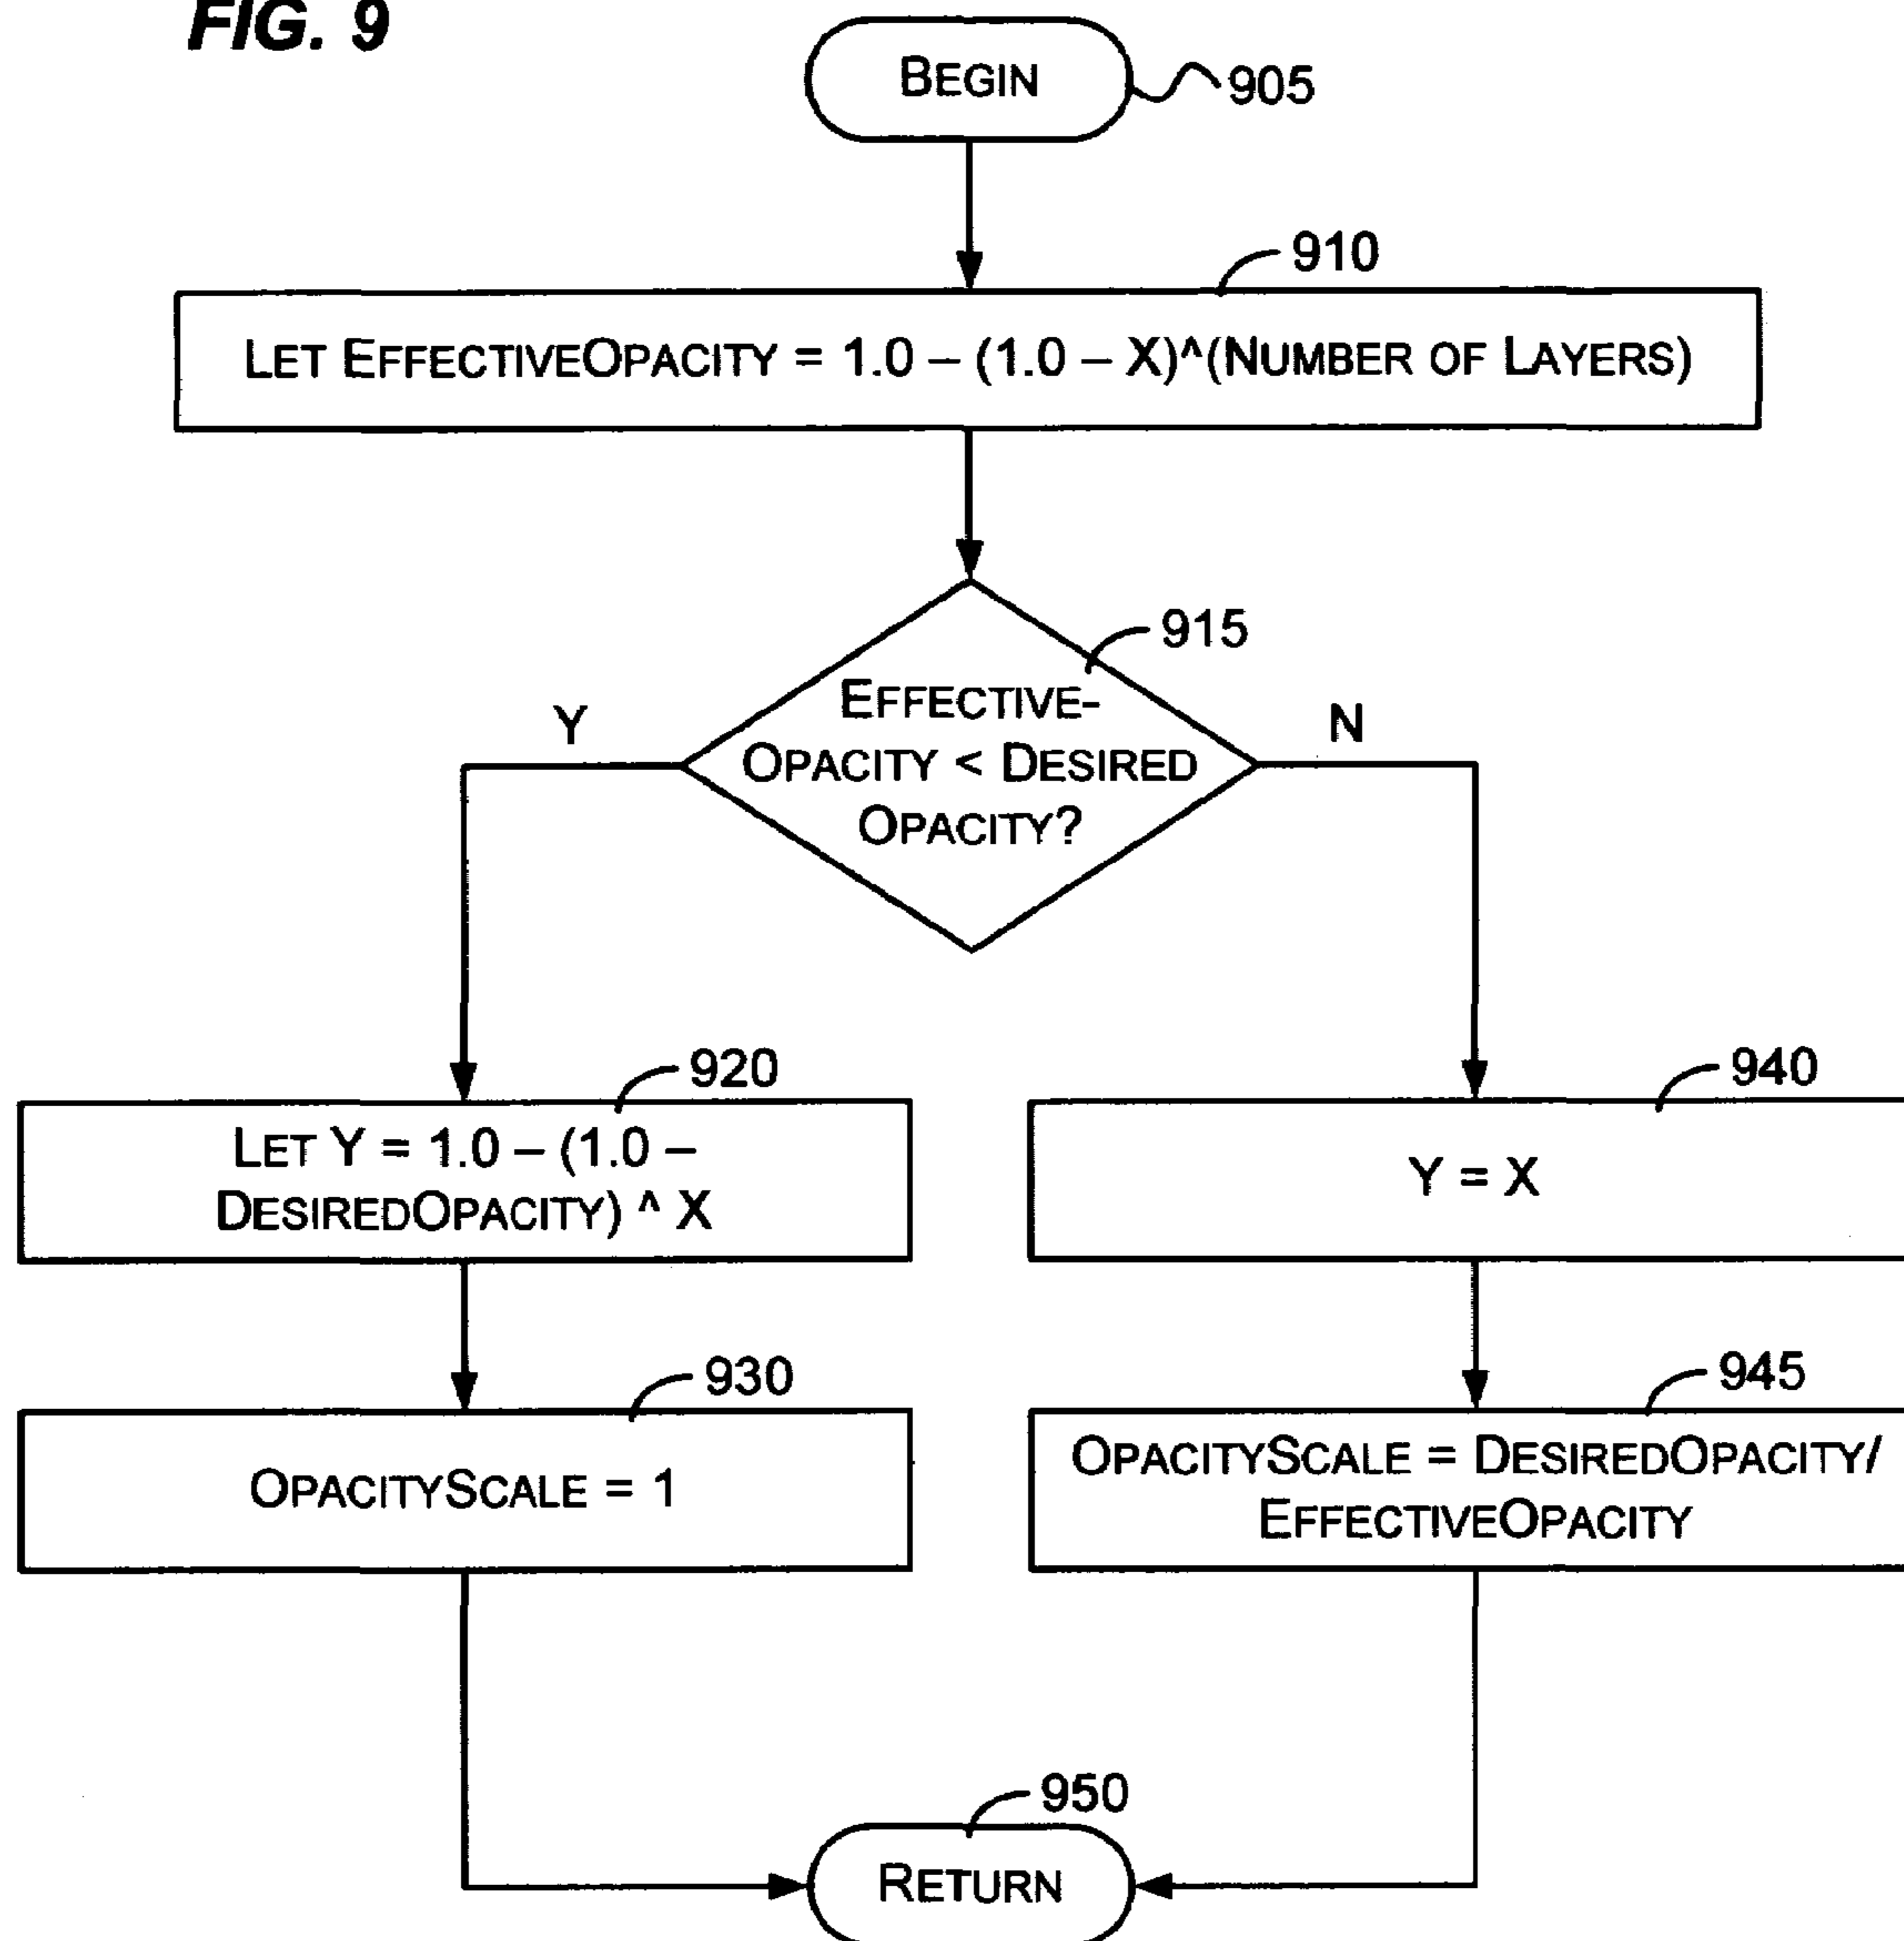 FIG. 9
BEGIN
905
910
LET EFFECTIVEOPACITY = 1.0 – (1.0 – X)^(NUMBER OF LAYERS)
915
EFFECTIVE-
OPACITY < DESIRED
OPACITY?
Y
N
920
LET Y = 1.0 – (1.0 –
DESIREDOPACITY) ^ X
940
Y = X
930
OPACITYSCALE = 1
945
OPACITYSCALE = DESIREDOPACITY/
EFFECTIVEOPACITY
950
RETURN